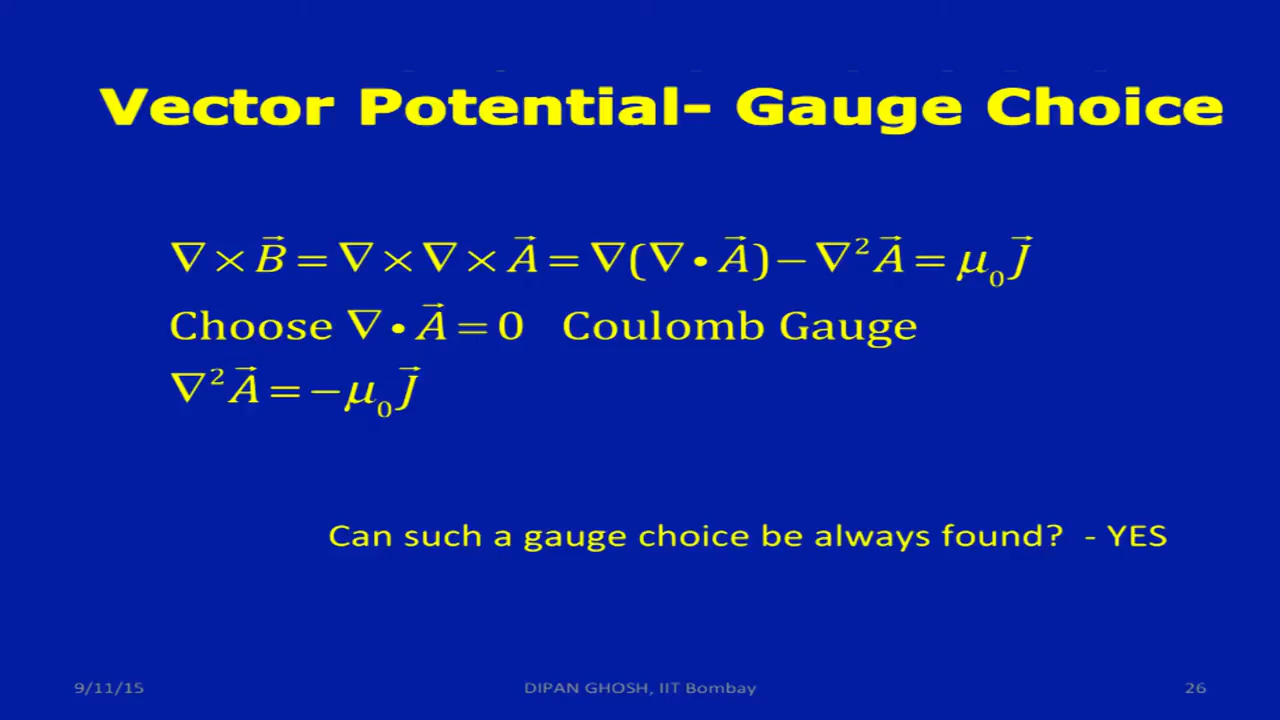 Vector Potential- Gauge Choice
∇×B⃗=∇×∇×A⃗=∇(∇•A⃗)−∇²A⃗=μ₀J⃗
Choose ∇•A⃗=0 Coulomb Gauge
∇²A⃗=−μ₀J⃗
Can such a gauge choice be always found? - YES
9/11/15 DIPAN GHOSH, IIT Bombay 26